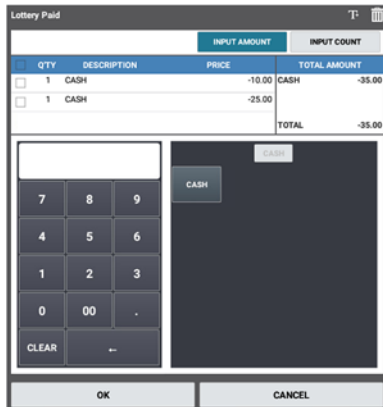 Lottery Paid
INPUT AMOUNT INPUT COUNT
Q'TY DESCRIPTION PRICE TOTAL AMOUNT
1 CASH -10.00 CASH -35.00
1 CASH -25.00
TOTAL -35.00
CASH
CASH
7 8 9
4 5 6
1 2 3
0 00 .
CLEAR ←
OK CANCEL